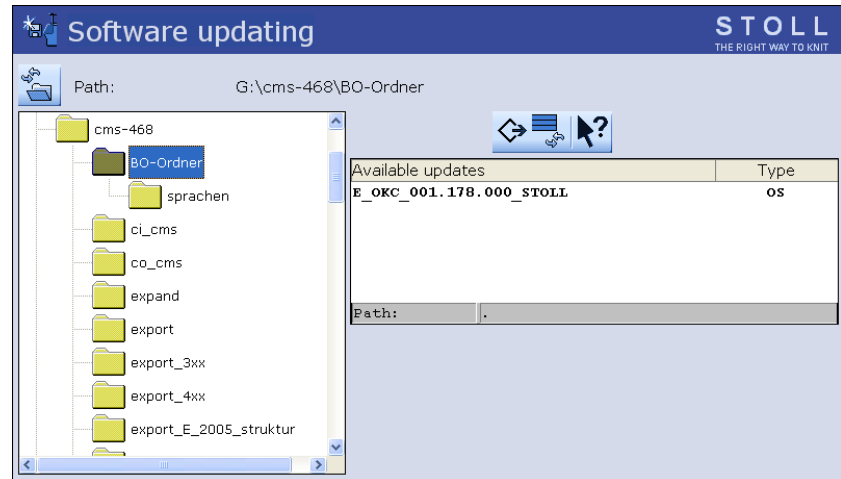 Software updating
STOLL
THE RIGHT WAY TO KNIT
Path: G:\cms-468\BO-Ordner
cms-468
BO-Ordner
sprachen
ci_cms
co_cms
expand
export
export_3xx
export_4xx
export_E_2005_struktur
?
Available updates Type
E_OKC_001.178.000_STOLL OS
Path: .